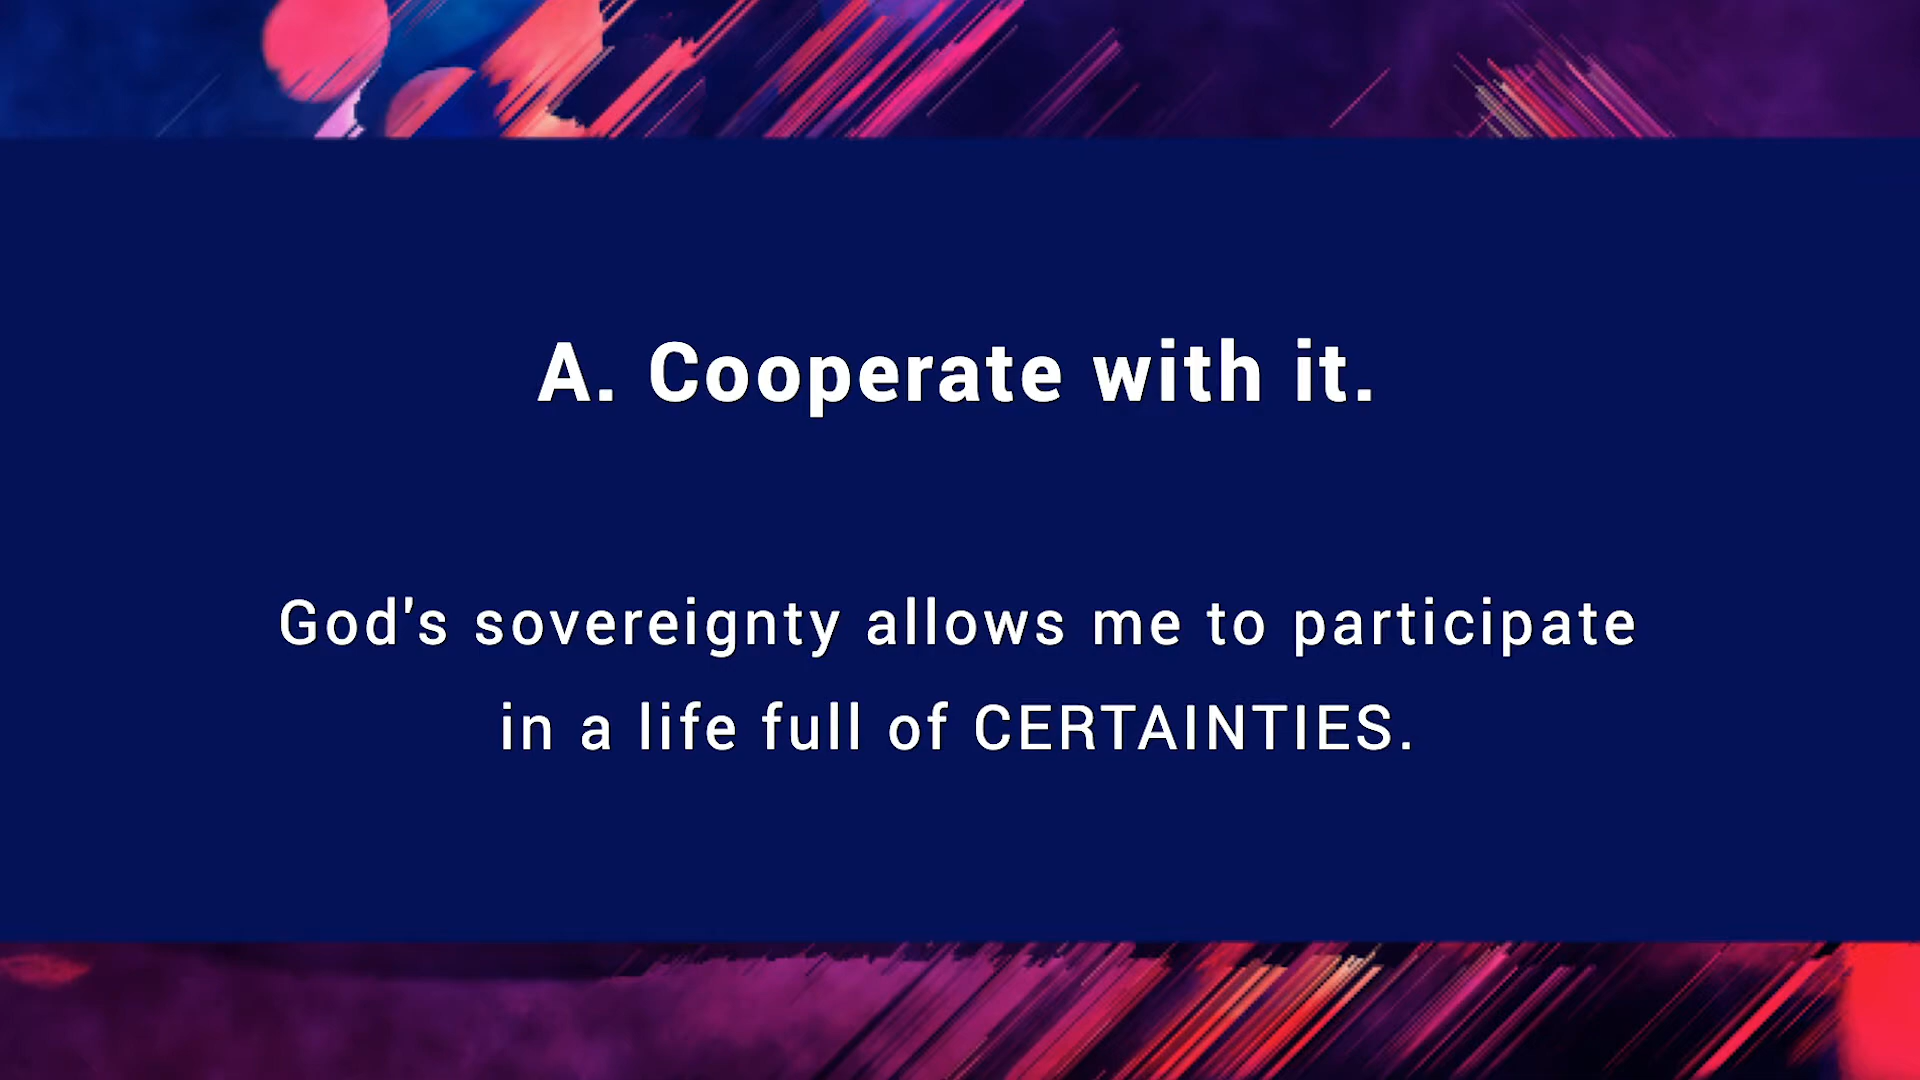 A. Cooperate with it.
God's sovereignty allows me to participate
in a life full of CERTAINTIES.